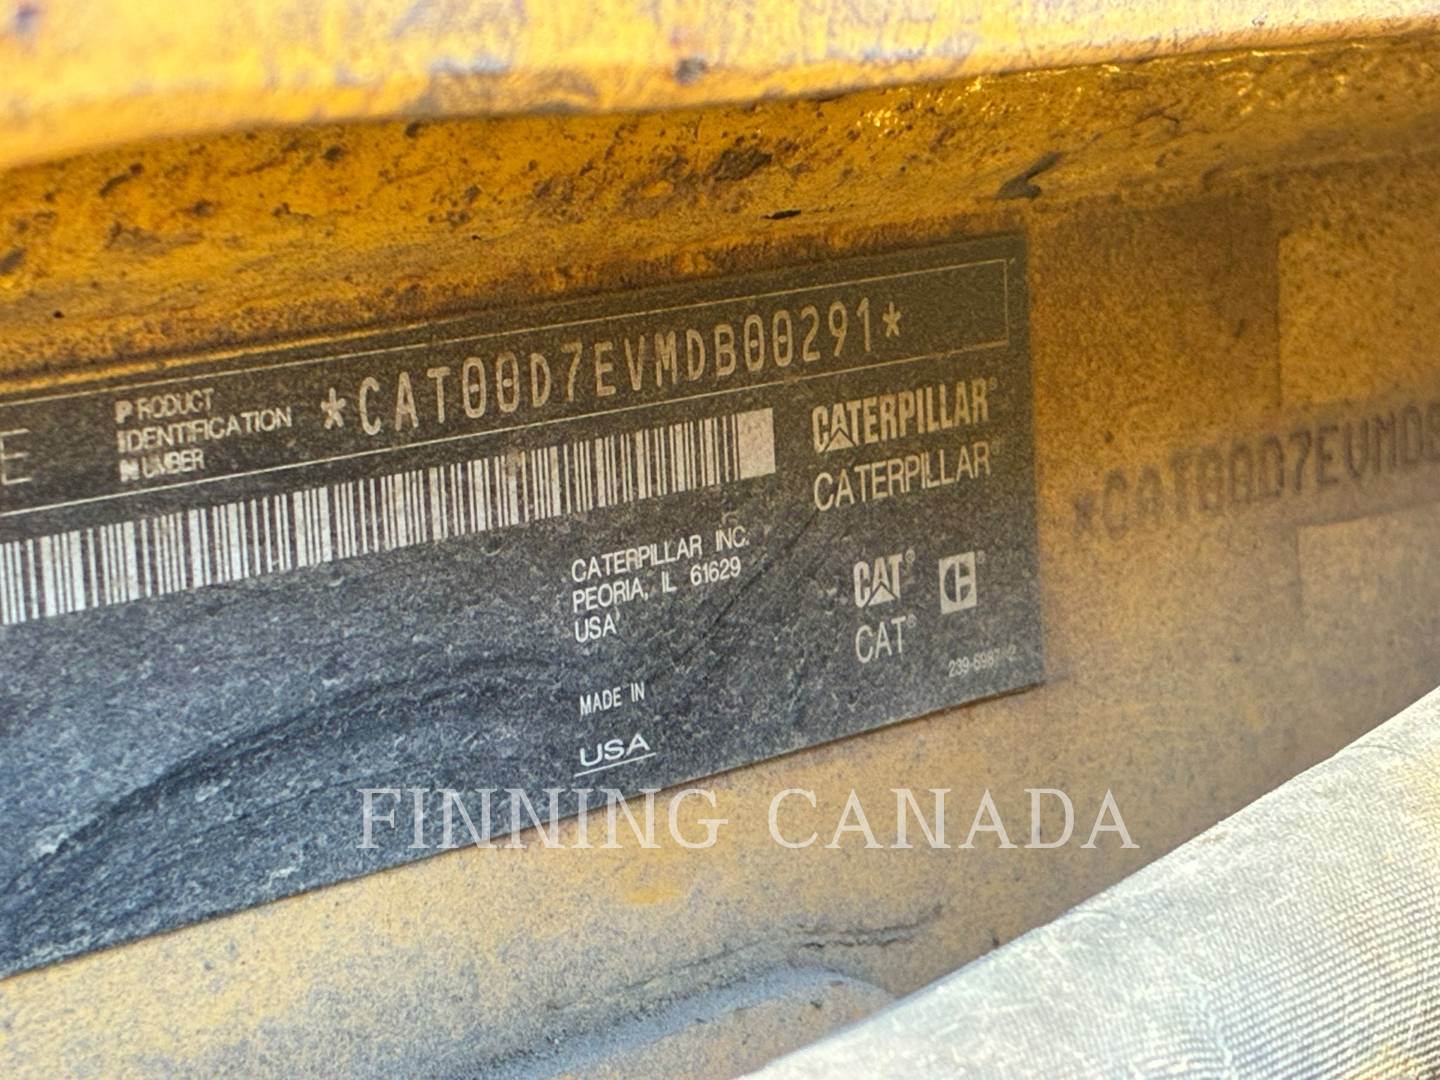 E
PRODUCT
IDENTIFICATION
NUMBER
*CAT00D7EVMDB00291*
CATERPILLAR®
CATERPILLAR®
CATERPILLAR INC.
PEORIA, IL 61629
USA
CAT® ®
CAT®
MADE IN
USA
*CAT00D7EVMD
FINNING CANADA